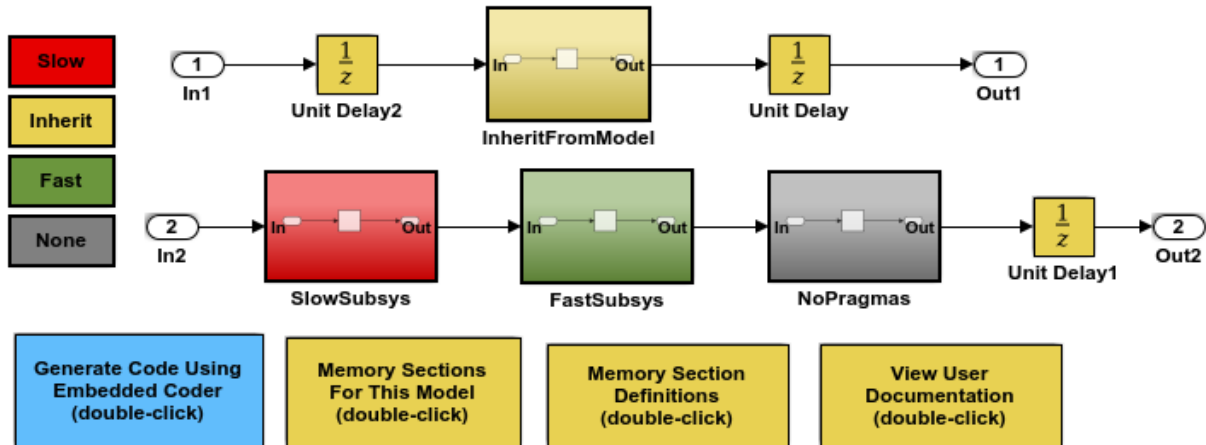 Slow
Inherit
Fast
None
1
In1
1
z
Unit Delay2
In
Out
InheritFromModel
1
z
Unit Delay
1
Out1
2
In2
In
Out
SlowSubsys
In
Out
FastSubsys
In
Out
NoPragmas
1
z
Unit Delay1
2
Out2
Generate Code Using
Embedded Coder
(double-click)
Memory Sections
For This Model
(double-click)
Memory Section
Definitions
(double-click)
View User
Documentation
(double-click)